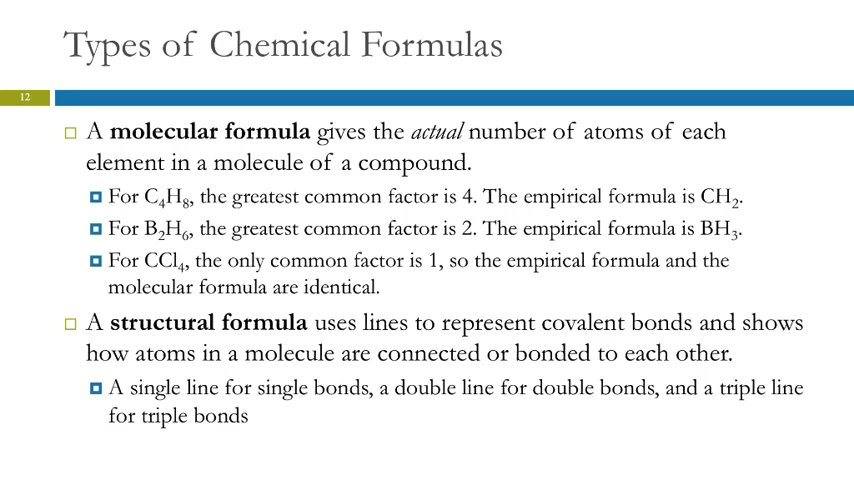 Types of Chemical Formulas
12
A molecular formula gives the actual number of atoms of each
element in a molecule of a compound.
For C₄H₈, the greatest common factor is 4. The empirical formula is CH₂.
For B₂H₆, the greatest common factor is 2. The empirical formula is BH₃.
For CCl₄, the only common factor is 1, so the empirical formula and the
molecular formula are identical.
A structural formula uses lines to represent covalent bonds and shows
how atoms in a molecule are connected or bonded to each other.
A single line for single bonds, a double line for double bonds, and a triple line
for triple bonds